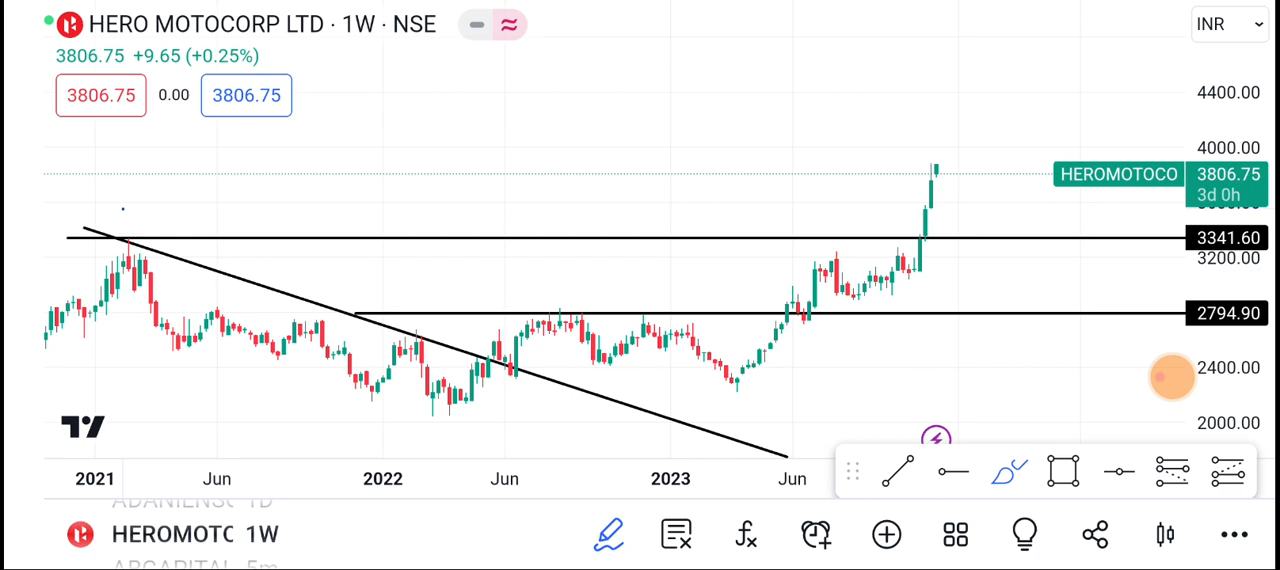 HERO MOTOCORP LTD · 1W · NSE
INR
3806.75 +9.65 (+0.25%)
3806.75 0.00 3806.75
4400.00
4000.00
HEROMOTOCO 3806.75
3d 0h
3341.60
3200.00
2794.90
2400.00
2000.00
2021 Jun 2022 Jun 2023 Jun
HEROMOTC 1W